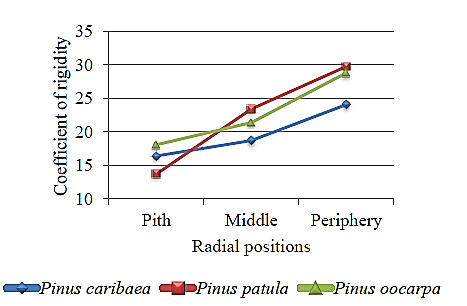 35
30
25
20
15
10
Coefficient of rigidity
Pith Middle Periphery
Radial positions
Pinus caribaea Pinus patula Pinus oocarpa